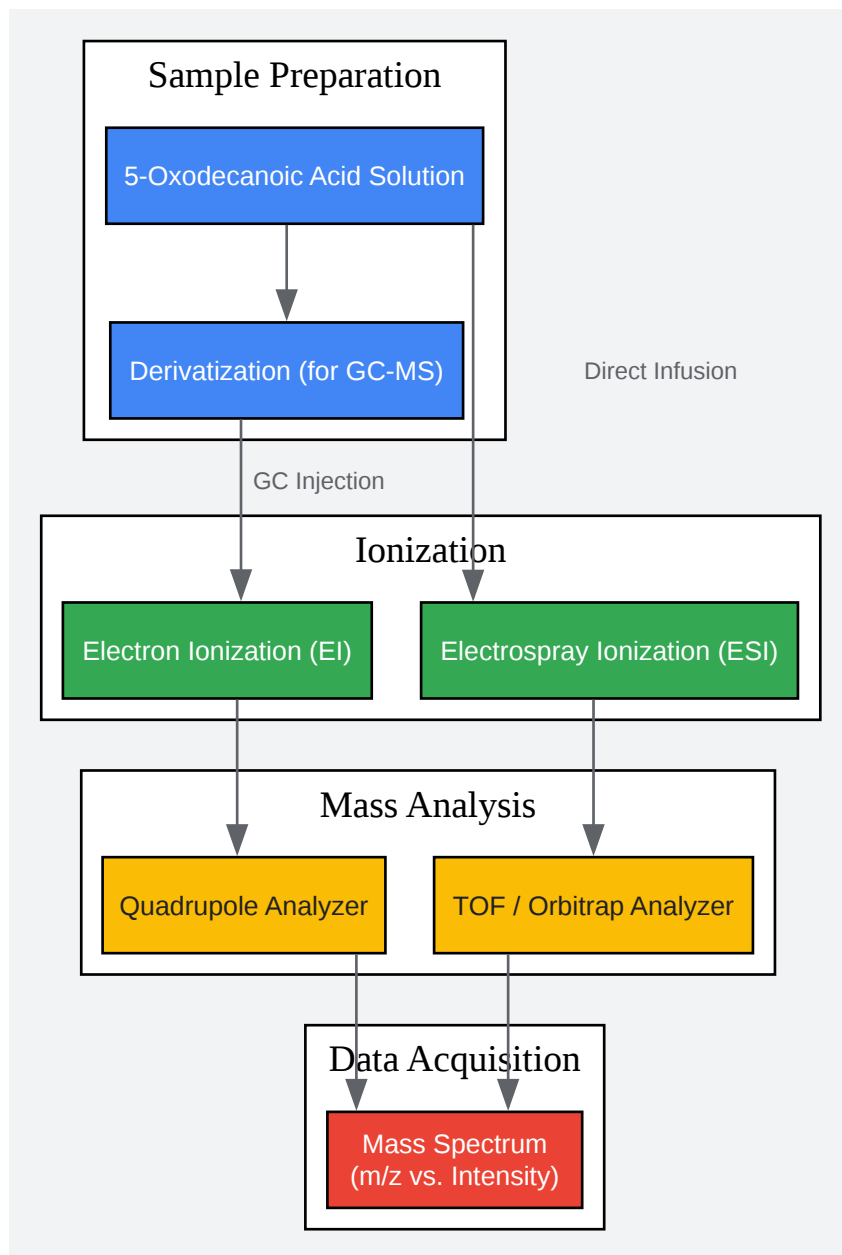 Sample Preparation
5-Oxodecanoic Acid Solution
Derivatization (for GC-MS)
Direct Infusion
GC Injection
Ionization
Electron Ionization (EI)
Electrospray Ionization (ESI)
Mass Analysis
Quadrupole Analyzer
TOF / Orbitrap Analyzer
Data Acquisition
Mass Spectrum
(m/z vs. Intensity)